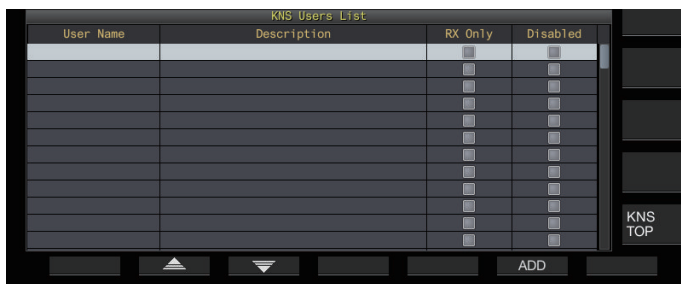 KNS Users List
User Name Description RX Only Disabled
KNS
TOP
ADD